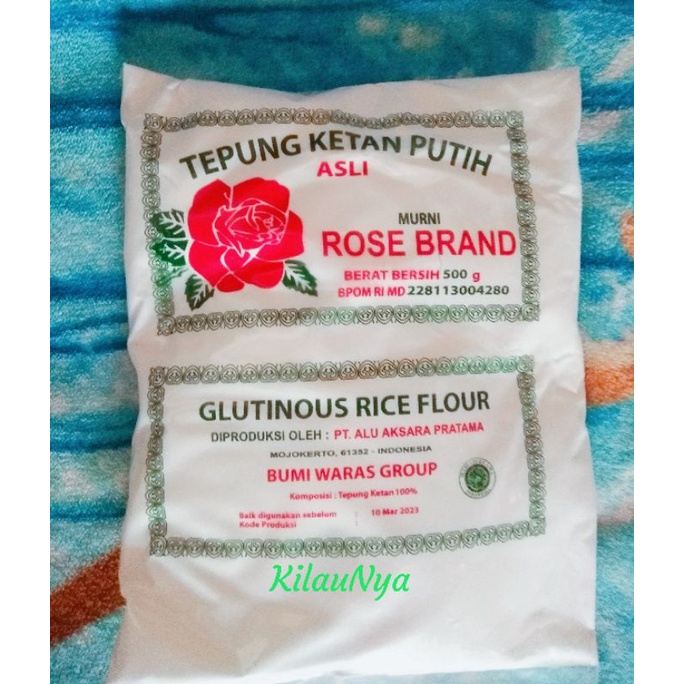 TEPUNG KETAN PUTIH
ASLI
MURNI
ROSE BRAND
BERAT BERSIH 500 g
BPOM RI MD 228113004280
GLUTINOUS RICE FLOUR
DIPRODUKSI OLEH : PT. ALU AKSARA PRATAMA
MOJOKERTO, 61352 - INDONESIA
BUMI WARAS GROUP
Komposisi : Tepung Ketan 100%
Baik digunakan sebelum : 10 Mar 2023
Kode Produksi
KilauNya